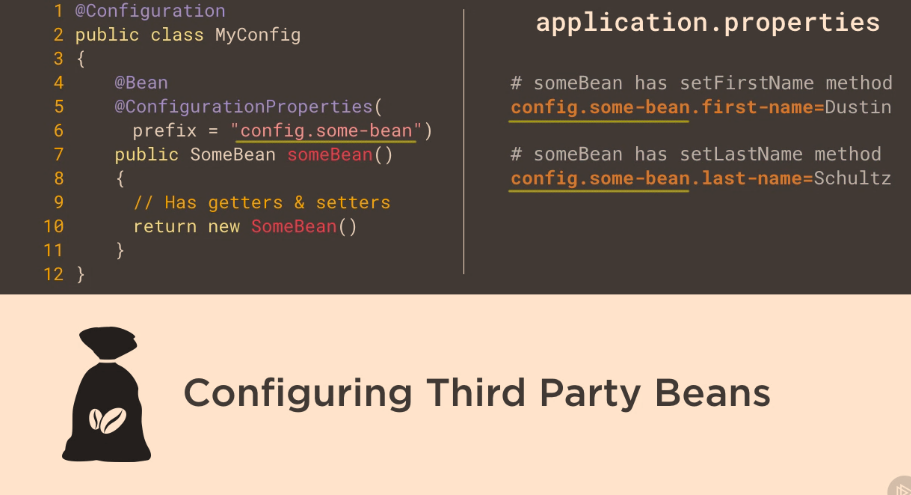 1 @Configuration
2 public class MyConfig
3 {
4 @Bean
5 @ConfigurationProperties(
6 prefix = "config.some-bean")
7 public SomeBean someBean()
8 {
9 // Has getters & setters
10 return new SomeBean()
11 }
12 }
application.properties
# someBean has setFirstName method
config.some-bean.first-name=Dustin
# someBean has setLastName method
config.some-bean.last-name=Schultz
Configuring Third Party Beans